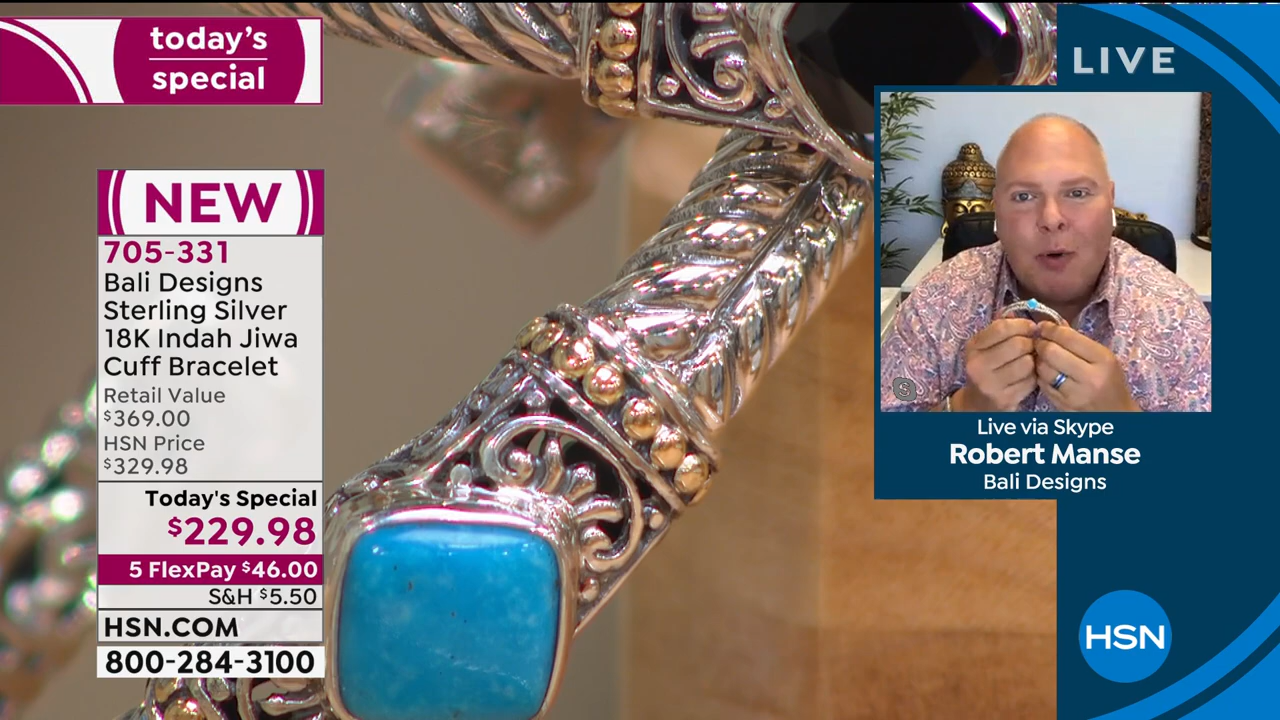 today's
special
NEW
705-331
Bali Designs
Sterling Silver
18K Indah Jiwa
Cuff Bracelet
Retail Value
$369.00
HSN Price
$329.98
Today's Special
$229.98
5 FlexPay $46.00
S&H $5.50
HSN.COM
800-284-3100
LIVE
S
Live via Skype
Robert Manse
Bali Designs
HSN